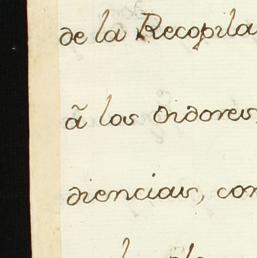 de la Recopila
ã los Oidores
diencias, con